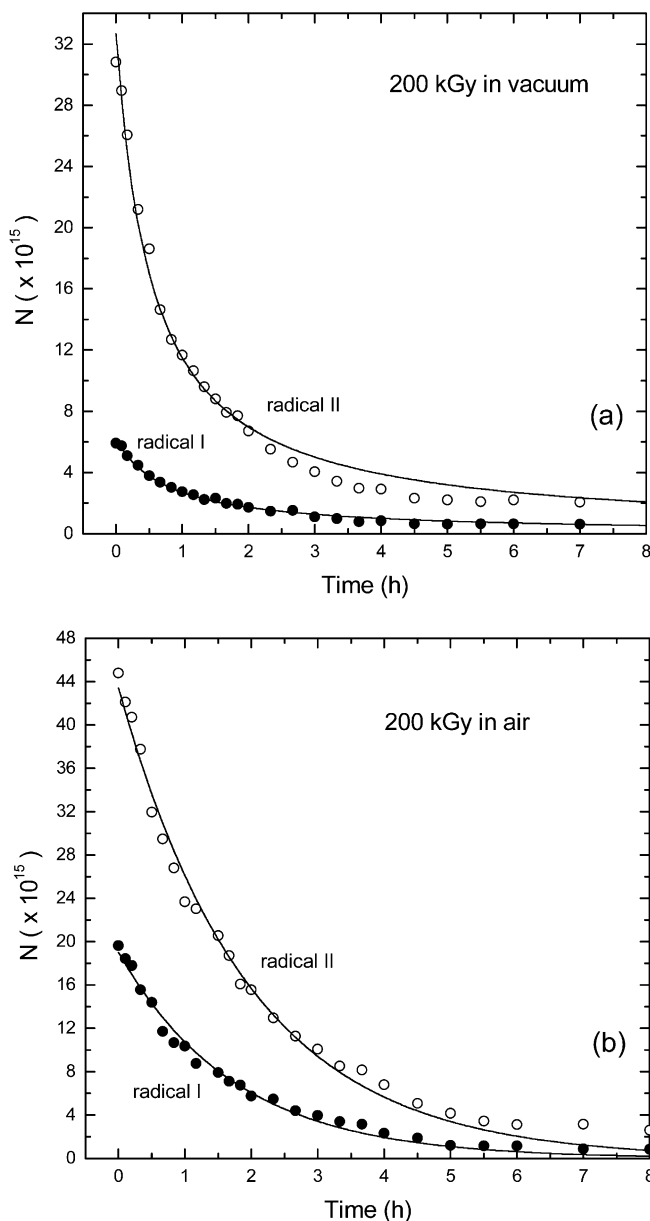 200 kGy in vacuum
32
28
24
20
16
12
8
4
0
N ( x 10¹⁵)
radical II
radical I
(a)
0 1 2 3 4 5 6 7 8
Time (h)
200 kGy in air
48
44
40
36
32
28
24
20
16
12
8
4
0
N ( x 10¹⁵)
radical II
radical I
(b)
0 1 2 3 4 5 6 7 8
Time (h)